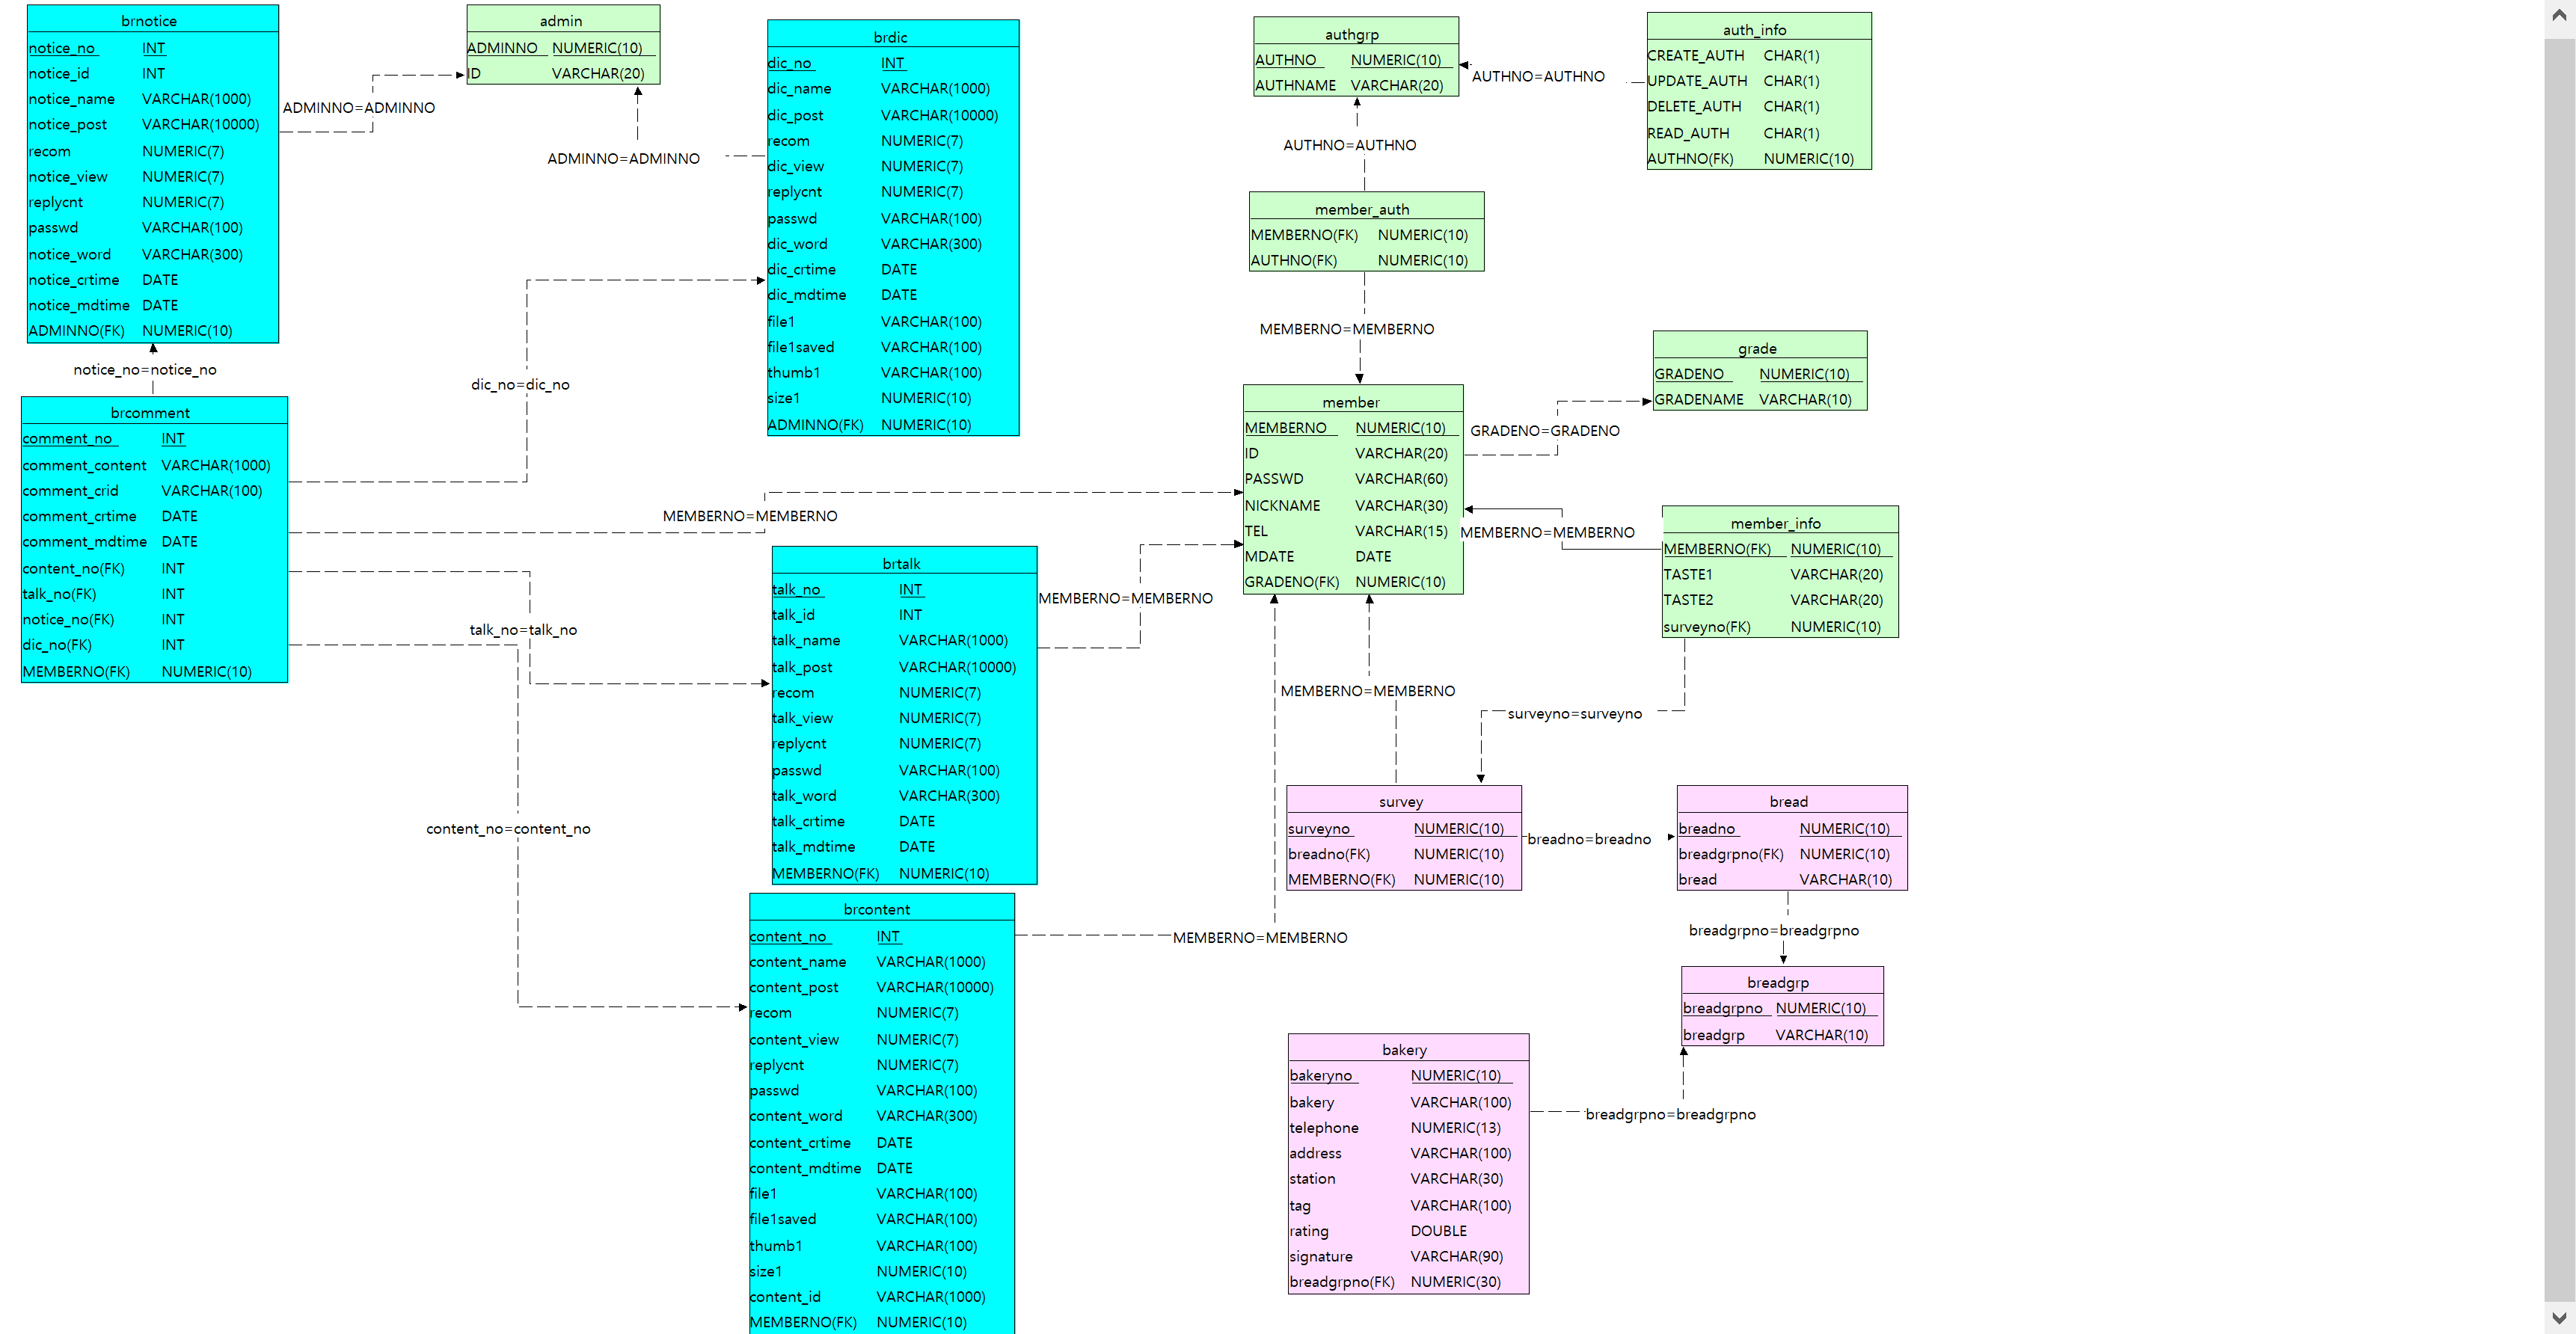 brnotice
notice_no INT
notice_id INT
notice_name VARCHAR(1000)
notice_post VARCHAR(10000)
recom NUMERIC(7)
notice_view NUMERIC(7)
replycnt NUMERIC(7)
passwd VARCHAR(100)
notice_word VARCHAR(300)
notice_crtime DATE
notice_mdtime DATE
ADMINNO(FK) NUMERIC(10)
ADMINNO=ADMINNO
admin
ADMINNO NUMERIC(10)
ID VARCHAR(20)
ADMINNO=ADMINNO
brdic
dic_no INT
dic_name VARCHAR(1000)
dic_post VARCHAR(10000)
recom NUMERIC(7)
dic_view NUMERIC(7)
replycnt NUMERIC(7)
passwd VARCHAR(100)
dic_word VARCHAR(300)
dic_crtime DATE
dic_mdtime DATE
file1 VARCHAR(100)
file1saved VARCHAR(100)
thumb1 VARCHAR(100)
size1 NUMERIC(10)
ADMINNO(FK) NUMERIC(10)
authgrp
AUTHNO NUMERIC(10)
AUTHNAME VARCHAR(20)
AUTHNO=AUTHNO
auth_info
CREATE_AUTH CHAR(1)
UPDATE_AUTH CHAR(1)
DELETE_AUTH CHAR(1)
READ_AUTH CHAR(1)
AUTHNO(FK) NUMERIC(10)
AUTHNO=AUTHNO
member_auth
MEMBERNO(FK) NUMERIC(10)
AUTHNO(FK) NUMERIC(10)
MEMBERNO=MEMBERNO
grade
GRADENO NUMERIC(10)
GRADENAME VARCHAR(10)
notice_no=notice_no
dic_no=dic_no
brcomment
comment_no INT
comment_content VARCHAR(1000)
comment_crid VARCHAR(100)
comment_crtime DATE
comment_mdtime DATE
content_no(FK) INT
talk_no(FK) INT
notice_no(FK) INT
dic_no(FK) INT
MEMBERNO(FK) NUMERIC(10)
MEMBERNO=MEMBERNO
talk_no=talk_no
content_no=content_no
member
MEMBERNO NUMERIC(10)
ID VARCHAR(20)
PASSWD VARCHAR(60)
NICKNAME VARCHAR(30)
TEL VARCHAR(15)
MDATE DATE
GRADENO(FK) NUMERIC(10)
GRADENO=GRADENO
MEMBERNO=MEMBERNO
member_info
MEMBERNO(FK) NUMERIC(10)
TASTE1 VARCHAR(20)
TASTE2 VARCHAR(20)
surveyno(FK) NUMERIC(10)
brtalk
talk_no INT
talk_id INT
talk_name VARCHAR(1000)
talk_post VARCHAR(10000)
recom NUMERIC(7)
talk_view NUMERIC(7)
replycnt NUMERIC(7)
passwd VARCHAR(100)
talk_word VARCHAR(300)
talk_crtime DATE
talk_mdtime DATE
MEMBERNO(FK) NUMERIC(10)
MEMBERNO=MEMBERNO
MEMBERNO=MEMBERNO
surveyno=surveyno
survey
surveyno NUMERIC(10)
breadno(FK) NUMERIC(10)
MEMBERNO(FK) NUMERIC(10)
breadno=breadno
bread
breadno NUMERIC(10)
breadgrpno(FK) NUMERIC(10)
bread VARCHAR(10)
breadgrpno=breadgrpno
breadgrp
breadgrpno NUMERIC(10)
breadgrp VARCHAR(10)
brcontent
content_no INT
content_name VARCHAR(1000)
content_post VARCHAR(10000)
recom NUMERIC(7)
content_view NUMERIC(7)
replycnt NUMERIC(7)
passwd VARCHAR(100)
content_word VARCHAR(300)
content_crtime DATE
content_mdtime DATE
file1 VARCHAR(100)
file1saved VARCHAR(100)
thumb1 VARCHAR(100)
size1 NUMERIC(10)
content_id VARCHAR(1000)
MEMBERNO(FK) NUMERIC(10)
MEMBERNO=MEMBERNO
bakery
bakeryno NUMERIC(10)
bakery VARCHAR(100)
telephone NUMERIC(13)
address VARCHAR(100)
station VARCHAR(30)
tag VARCHAR(100)
rating DOUBLE
signature VARCHAR(90)
breadgrpno(FK) NUMERIC(30)
breadgrpno=breadgrpno